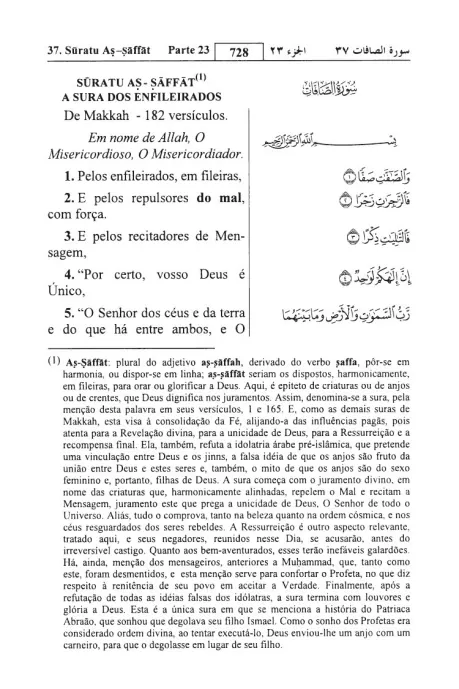 37. Sūratu Aṣ-Ṣāffāt Parte 23 728 الجزء ٢٣ سورة الصافات ٣٧
SŪRATU AṢ-ṢĀFFĀT(1)
A SURA DOS ENFILEIRADOS
De Makkah - 182 versículos.
Em nome de Allah, O
Misericordioso, O Misericordiador.
1. Pelos enfileirados, em fileiras,
2. E pelos repulsores do mal,
com força.
3. E pelos recitadores de Men-
sagem,
4. “Por certo, vosso Deus é
Único,
5. “O Senhor dos céus e da terra
e do que há entre ambos, e O
سُورَةُ الصَّافَّاتِ
بِسْمِ اللَّهِ الرَّحْمَٰنِ الرَّحِيمِ
وَالصَّٰفَّٰتِ صَفًّا ١
فَالزَّٰجِرَٰتِ زَجْرًا ٢
فَالتَّٰلِيَٰتِ ذِكْرًا ٣
إِنَّ إِلَٰهَكُمْ لَوَٰحِدٌ ٤
رَّبُّ السَّمَٰوَٰتِ وَالْأَرْضِ وَمَا بَيْنَهُمَا
(1) Aṣ-Ṣāffāt: plural do adjetivo aṣ-ṣāffah, derivado do verbo ṣaffa, pôr-se em
harmonia, ou dispor-se em linha; aṣ-ṣāffāt seriam os dispostos, harmonicamente,
em fileiras, para orar ou glorificar a Deus. Aqui, é epíteto de criaturas ou de anjos
ou de crentes, que Deus dignifica nos juramentos. Assim, denomina-se a sura, pela
menção desta palavra em seus versículos, 1 e 165. E, como as demais suras de
Makkah, esta visa à consolidação da Fé, alijando-a das influências pagãs, pois
atenta para a Revelação divina, para a unicidade de Deus, para a Ressurreição e a
recompensa final. Ela, também, refuta a idolatria árabe pré-islâmica, que pretende
uma vinculação entre Deus e os jinns, a falsa idéia de que os anjos são fruto da
união entre Deus e estes seres e, também, o mito de que os anjos são do sexo
feminino e, portanto, filhas de Deus. A sura começa com o juramento divino, em
nome das criaturas que, harmonicamente alinhadas, repelem o Mal e recitam a
Mensagem, juramento este que prega a unicidade de Deus, O Senhor de todo o
Universo. Aliás, tudo o comprova, tanto na beleza quanto na ordem cósmica, e nos
céus resguardados dos seres rebeldes. A Ressurreição é outro aspecto relevante,
tratado aqui, e seus negadores, reunidos nesse Dia, se acusarão, antes do
irreversível castigo. Quanto aos bem-aventurados, esses terão inefáveis galardões.
Há, ainda, menção dos mensageiros, anteriores a Muḥammad, que, tanto como
este, foram desmentidos, e esta menção serve para confortar o Profeta, no que diz
respeito à renitência de seu povo em aceitar a Verdade. Finalmente, após a
refutação de todas as idéias falsas dos idólatras, a sura termina com louvores e
glória a Deus. Esta é a única sura em que se menciona a história do Patriaca
Abraão, que sonhou que degolava seu filho Ismael. Como o sonho dos Profetas era
considerado ordem divina, ao tentar executá-lo, Deus enviou-lhe um anjo com um
carneiro, para que o degolasse em lugar de seu filho.